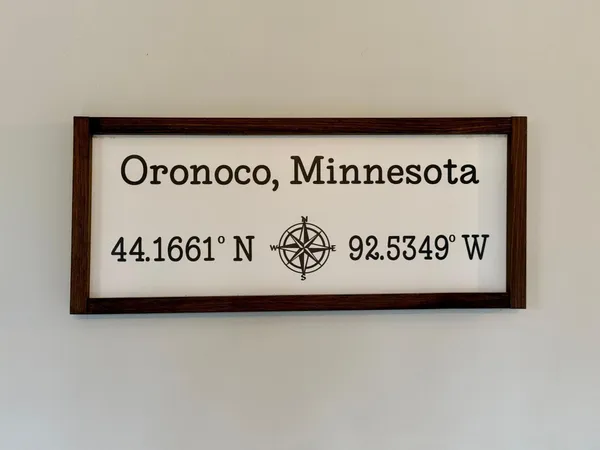 Oronoco, Minnesota
N
44.1661° N W E 92.5349° W
S